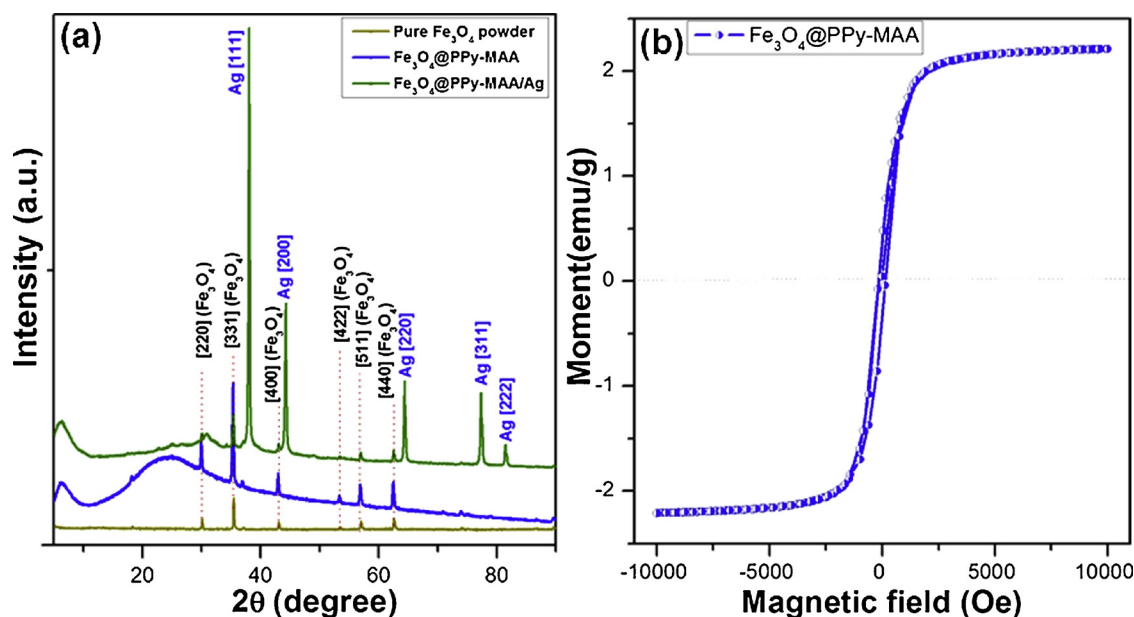 (a)
Pure Fe₃O₄ powder
Fe₃O₄@PPy-MAA
Fe₃O₄@PPy-MAA/Ag
Ag [111]
[220] (Fe₃O₄)
[331] (Fe₃O₄)
[400] (Fe₃O₄)
Ag [200]
[422] (Fe₃O₄)
[511] (Fe₃O₄)
[440] (Fe₃O₄)
Ag [220]
Ag [311]
Ag [222]
Intensity (a.u.)
20 40 60 80
2θ (degree)
(b)
Fe₃O₄@PPy-MAA
Moment(emu/g)
2
1
0
-1
-2
-10000 -5000 0 5000 10000
Magnetic field (Oe)